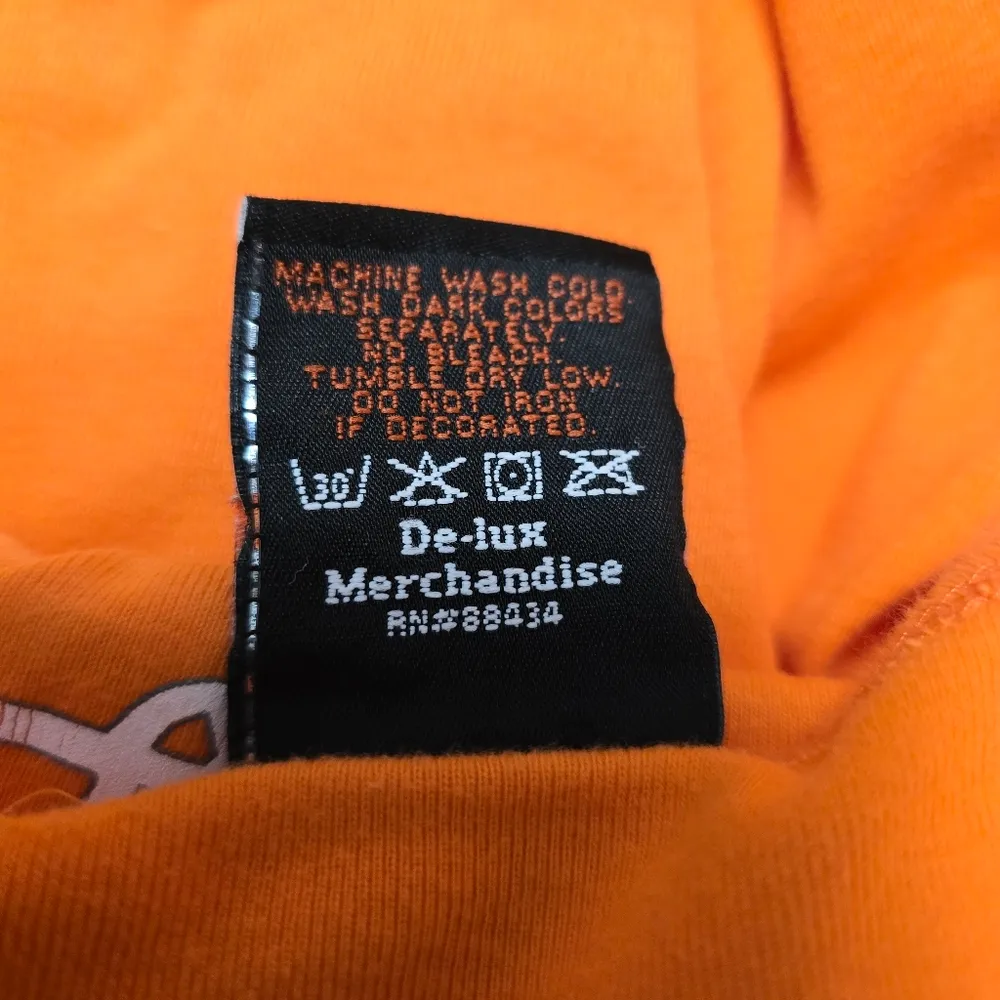 MACHINE WASH COLD.
WASH DARK COLORS
SEPARATELY.
NO BLEACH.
TUMBLE DRY LOW.
DO NOT IRON
IF DECORATED.
30°
De-lux
Merchandise
RN#88434